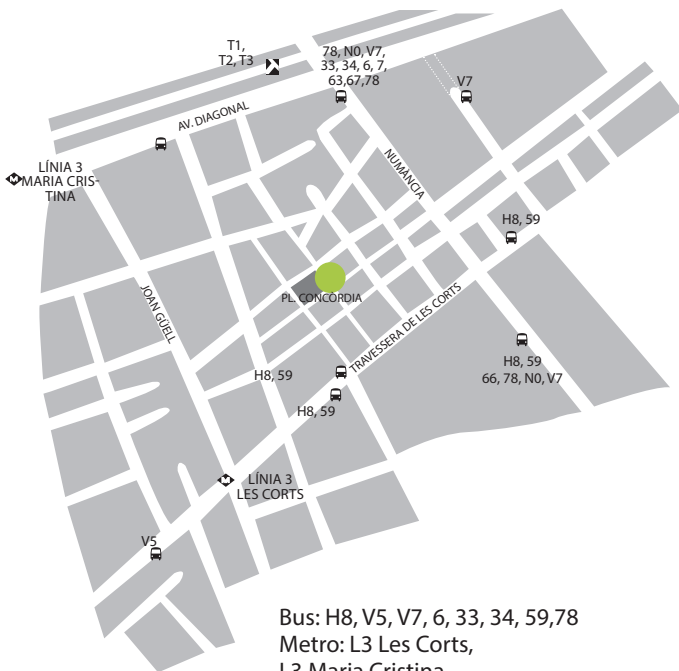 T1,
T2, T3
78, N0, V7,
33, 34, 6, 7,
63,67,78
V7
AV. DIAGONAL
LÍNIA 3
MARIA CRIS-
TINA
NUMÀNCIA
H8, 59
PL. CONCÒRDIA
JOAN GÜELL
TRAVESSERA DE LES CORTS
H8, 59
66, 78, N0, V7
H8, 59
H8, 59
LÍNIA 3
LES CORTS
V5
Bus: H8, V5, V7, 6, 33, 34, 59,78
Metro: L3 Les Corts,
L3 Maria Cristina